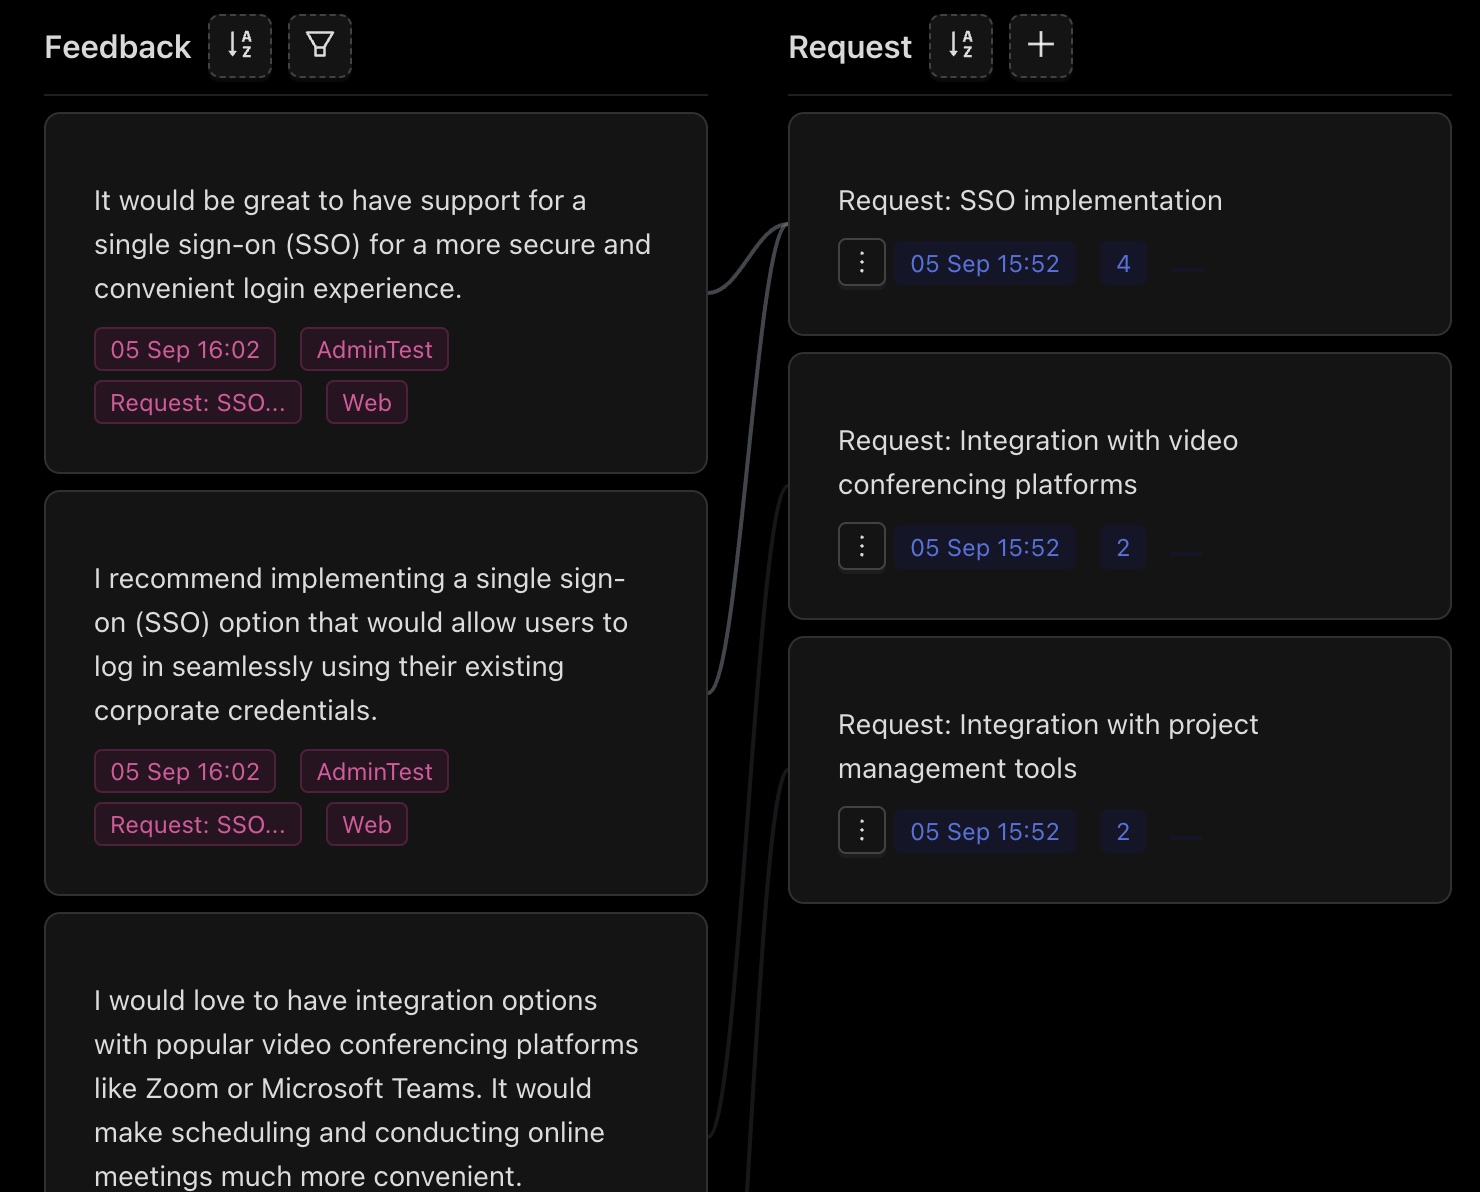 Feedback
It would be great to have support for a
single sign-on (SSO) for a more secure and
convenient login experience.
05 Sep 16:02 AdminTest
Request: SSO... Web
I recommend implementing a single sign-
on (SSO) option that would allow users to
log in seamlessly using their existing
corporate credentials.
05 Sep 16:02 AdminTest
Request: SSO... Web
I would love to have integration options
with popular video conferencing platforms
like Zoom or Microsoft Teams. It would
make scheduling and conducting online
meetings much more convenient.
Request
Request: SSO implementation
05 Sep 15:52 4
Request: Integration with video
conferencing platforms
05 Sep 15:52 2
Request: Integration with project
management tools
05 Sep 15:52 2